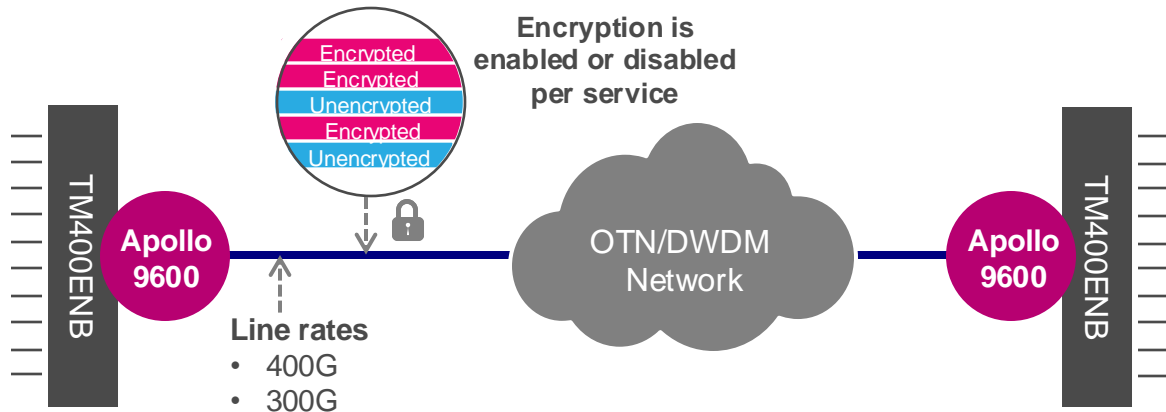 Encryption is
enabled or disabled
per service
Encrypted
Encrypted
Unencrypted
Encrypted
Unencrypted
TM400ENB
Apollo
9600
OTN/DWDM
Network
Apollo
9600
TM400ENB
Line rates
• 400G
• 300G